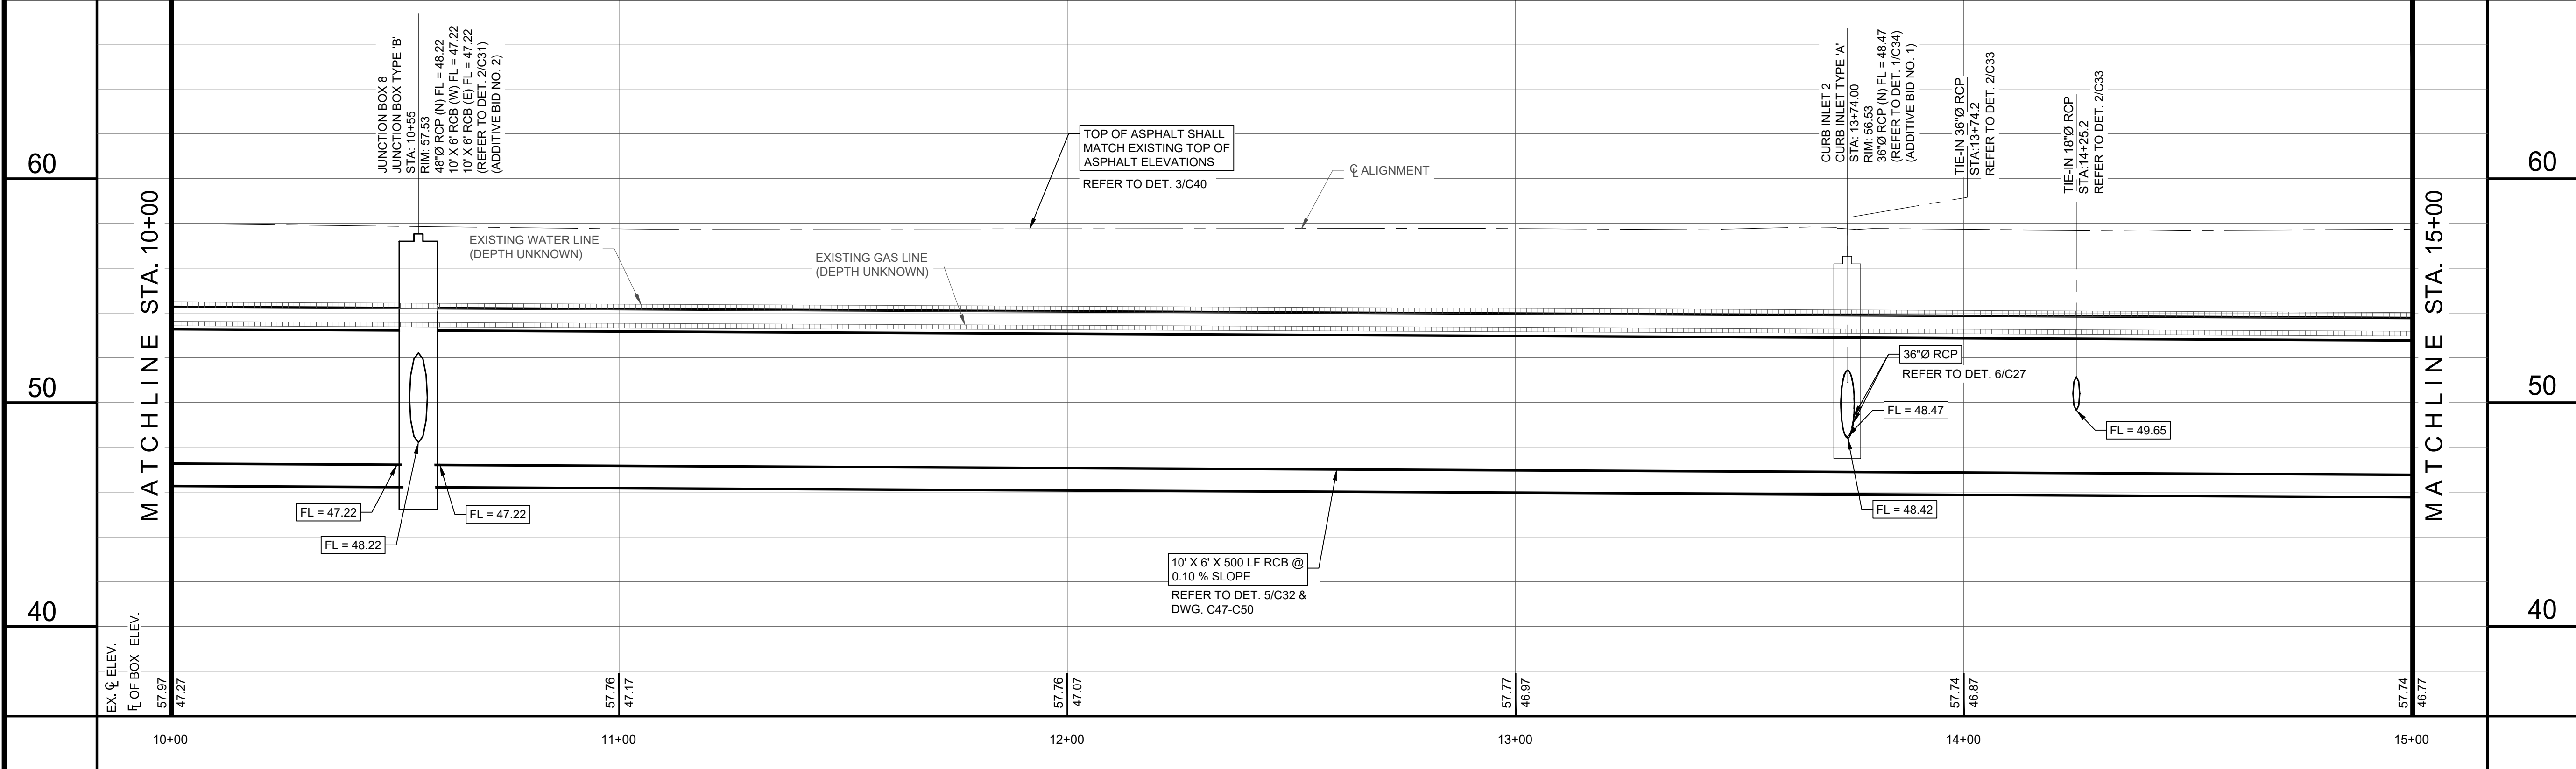 60
50
40
MATCHLINE STA. 10+00
JUNCTION BOX 8
JUNCTION BOX TYPE 'B'
STA: 10+55
RIM: 57.53
48"Ø RCP (N) FL = 48.22
10' X 6' RCB (W) FL = 47.22
10' X 6' RCB (E) FL = 47.22
(REFER TO DET. 2/C31)
(ADDITIVE BID NO. 2)
EXISTING WATER LINE
(DEPTH UNKNOWN)
EXISTING GAS LINE
(DEPTH UNKNOWN)
TOP OF ASPHALT SHALL
MATCH EXISTING TOP OF
ASPHALT ELEVATIONS
REFER TO DET. 3/C40
℄ ALIGNMENT
CURB INLET 2
CURB INLET TYPE 'A'
STA: 13+74.00
RIM: 56.53
36"Ø RCP (N) FL = 48.47
(REFER TO DET. 1/C34)
(ADDITIVE BID NO. 1)
TIE-IN 36"Ø RCP
STA:13+74.2
REFER TO DET. 2/C33
TIE-IN 18"Ø RCP
STA:14+25.2
REFER TO DET. 2/C33
36"Ø RCP
REFER TO DET. 6/C27
FL = 48.47
FL = 49.65
FL = 48.42
FL = 47.22
FL = 47.22
FL = 48.22
10' X 6' X 500 LF RCB @
0.10 % SLOPE
REFER TO DET. 5/C32 &
DWG. C47-C50
MATCHLINE STA. 15+00
60
50
40
EX. ℄ ELEV.
FL OF BOX ELEV.
57.97
47.27
57.76
47.17
57.76
47.07
57.77
46.97
57.74
46.87
57.74
46.77
10+00
11+00
12+00
13+00
14+00
15+00